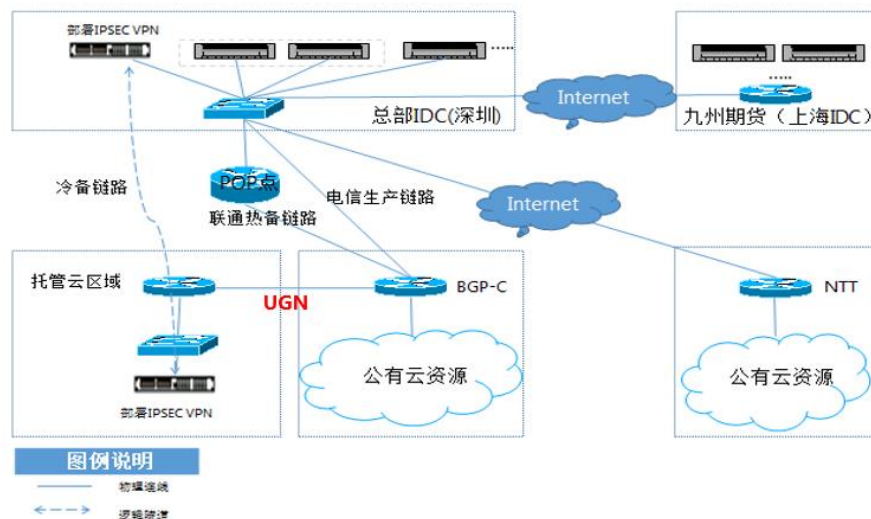 部署IPSEC VPN
.....
总部IDC(深圳)
Internet
.....
九州期货（上海IDC）
冷备链路
POP点
电信生产链路
联通热备链路
Internet
托管云区域
UGN
BGP-C
NTT
公有云资源
公有云资源
部署IPSEC VPN
图例说明
物理连线
逻辑隧道